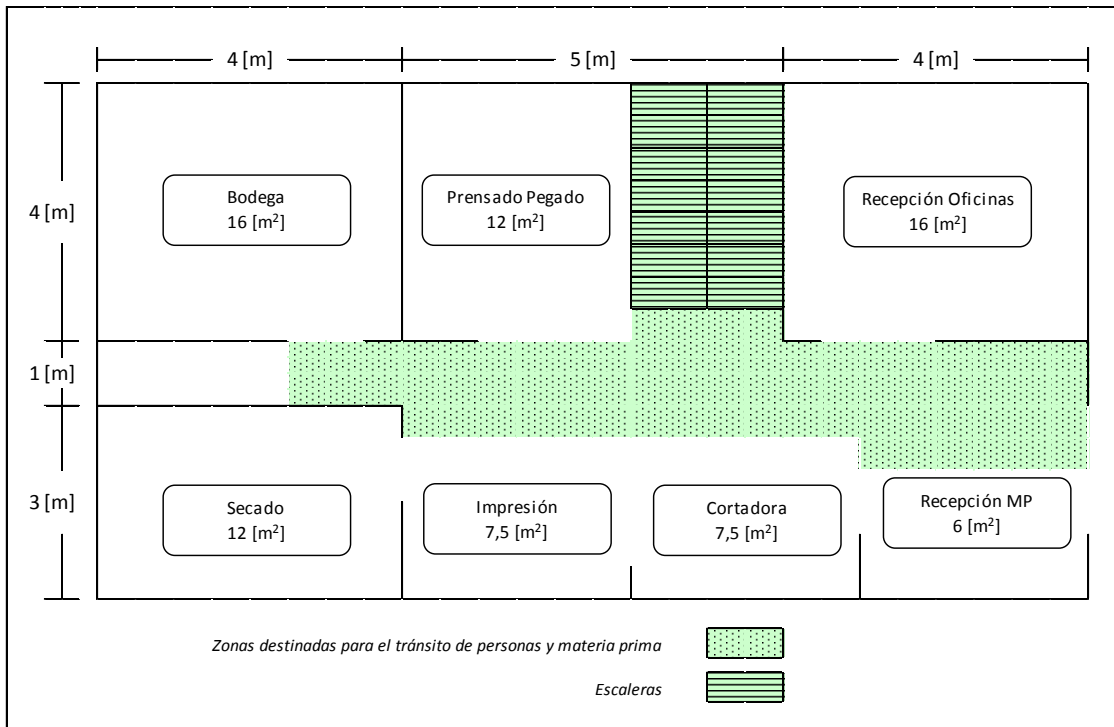 4 [m]
5 [m]
4 [m]
4 [m]
Bodega
16 [m²]
Prensado Pegado
12 [m²]
Recepción Oficinas
16 [m²]
1 [m]
3 [m]
Secado
12 [m²]
Impresión
7,5 [m²]
Cortadora
7,5 [m²]
Recepción MP
6 [m²]
Zonas destinadas para el tránsito de personas y materia prima
Escaleras